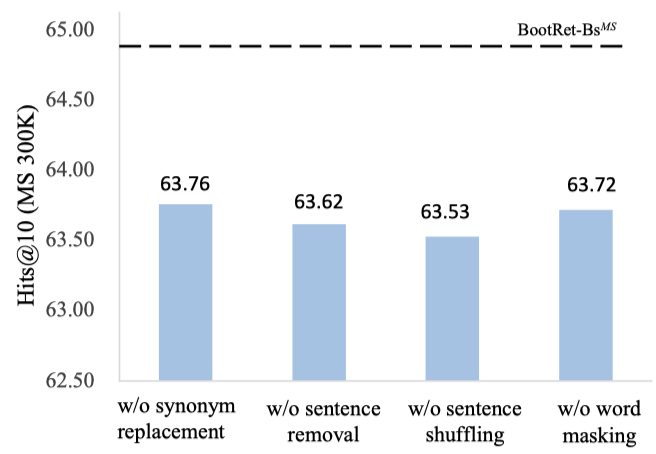 65.00
BootRet-Bs^MS
64.50
64.00
63.50
63.00
62.50
Hits@10 (MS 300K)
63.76
63.62
63.53
63.72
w/o synonym
replacement
w/o sentence
removal
w/o sentence
shuffling
w/o word
masking